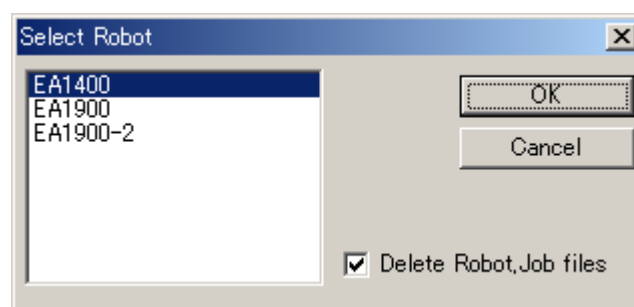 Select Robot
EA1400
EA1900
EA1900-2
OK
Cancel
Delete Robot,Job files